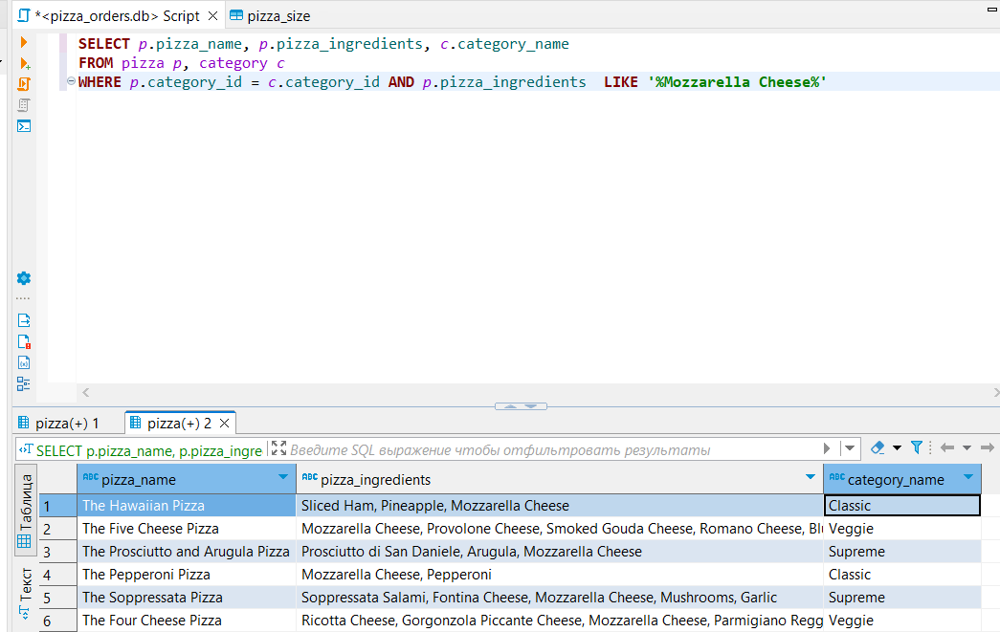 *<pizza_orders.db> Script
pizza_size
SELECT p.pizza_name, p.pizza_ingredients, c.category_name
FROM pizza p, category c
WHERE p.category_id = c.category_id AND p.pizza_ingredients  LIKE '%Mozzarella Cheese%'
pizza(+) 1
pizza(+) 2
SELECT p.pizza_name, p.pizza_ingre
Введите SQL выражение чтобы отфильтровать результаты
Таблица
Текст
ABC pizza_name ABC pizza_ingredients ABC category_name
1 The Hawaiian Pizza Sliced Ham, Pineapple, Mozzarella Cheese Classic
2 The Five Cheese Pizza Mozzarella Cheese, Provolone Cheese, Smoked Gouda Cheese, Romano Cheese, Blu Veggie
3 The Prosciutto and Arugula Pizza Prosciutto di San Daniele, Arugula, Mozzarella Cheese Supreme
4 The Pepperoni Pizza Mozzarella Cheese, Pepperoni Classic
5 The Soppressata Pizza Soppressata Salami, Fontina Cheese, Mozzarella Cheese, Mushrooms, Garlic Supreme
6 The Four Cheese Pizza Ricotta Cheese, Gorgonzola Piccante Cheese, Mozzarella Cheese, Parmigiano Regg Veggie